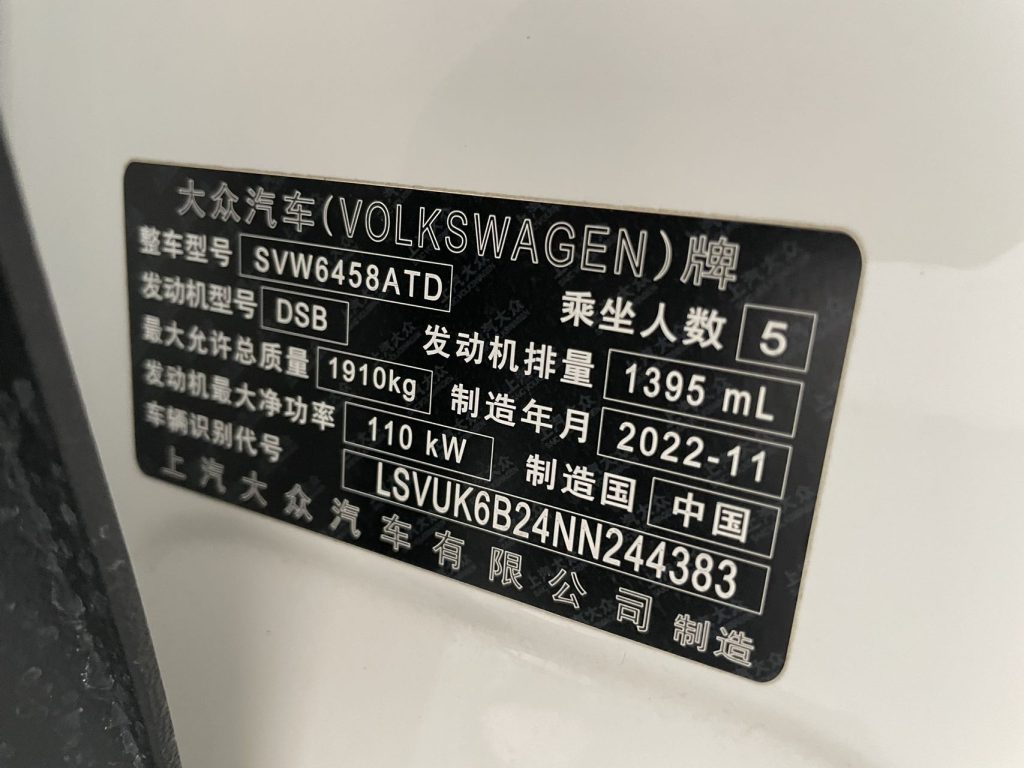 大众汽车(VOLKSWAGEN)牌
整车型号 SVW6458ATD 乘坐人数 5
发动机型号 DSB 发动机排量 1395 mL
最大允许总质量 1910kg 制造年月 2022-11
发动机最大净功率 110 kW 制造国 中国
车辆识别代号 LSVUK6B24NN244383
上汽大众汽车有限公司制造